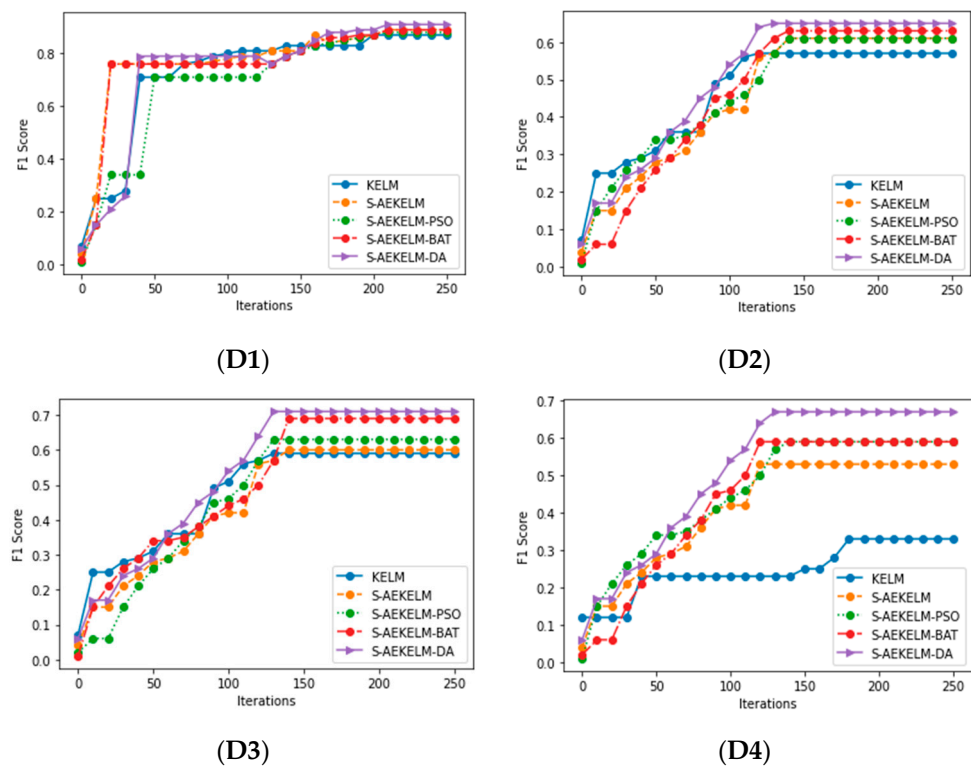 F1 Score
0.8
0.6
0.4
0.2
0.0
KELM
S-AEKELM
S-AEKELM-PSO
S-AEKELM-BAT
S-AEKELM-DA
0 50 100 150 200 250
Iterations
(D1)
F1 Score
0.6
0.5
0.4
0.3
0.2
0.1
0.0
KELM
S-AEKELM
S-AEKELM-PSO
S-AEKELM-BAT
S-AEKELM-DA
0 50 100 150 200 250
Iterations
(D2)
F1 Score
0.7
0.6
0.5
0.4
0.3
0.2
0.1
0.0
KELM
S-AEKELM
S-AEKELM-PSO
S-AEKELM-BAT
S-AEKELM-DA
0 50 100 150 200 250
Iterations
(D3)
F1 Score
0.7
0.6
0.5
0.4
0.3
0.2
0.1
0.0
KELM
S-AEKELM
S-AEKELM-PSO
S-AEKELM-BAT
S-AEKELM-DA
0 50 100 150 200 250
Iterations
(D4)